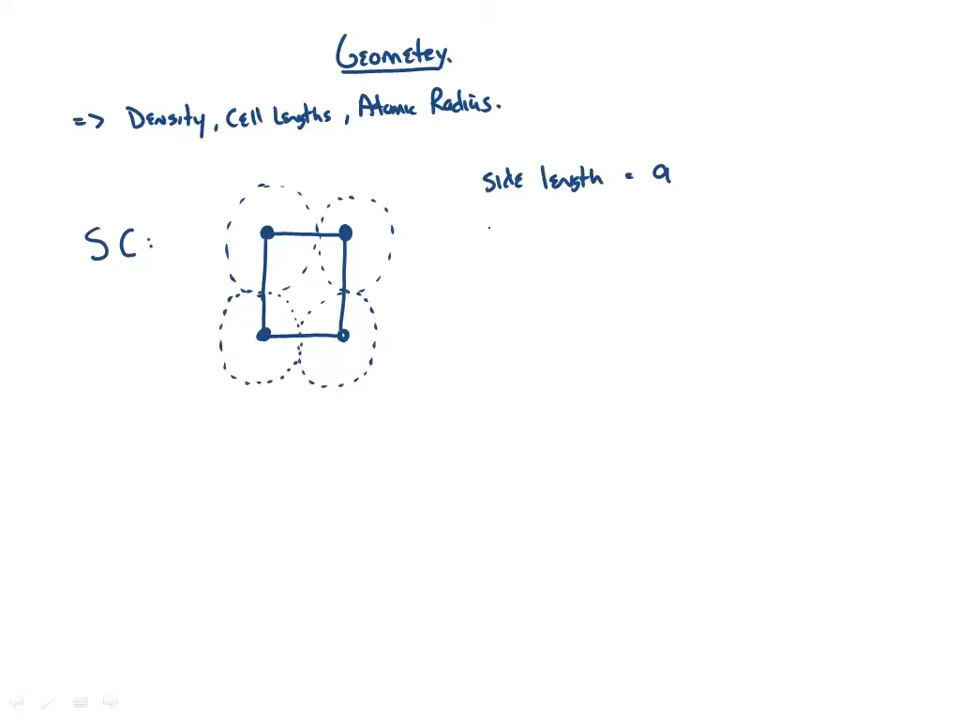 Geometry.
=> Density, Cell Lengths, Atomic Radius.
side length = a
SC: